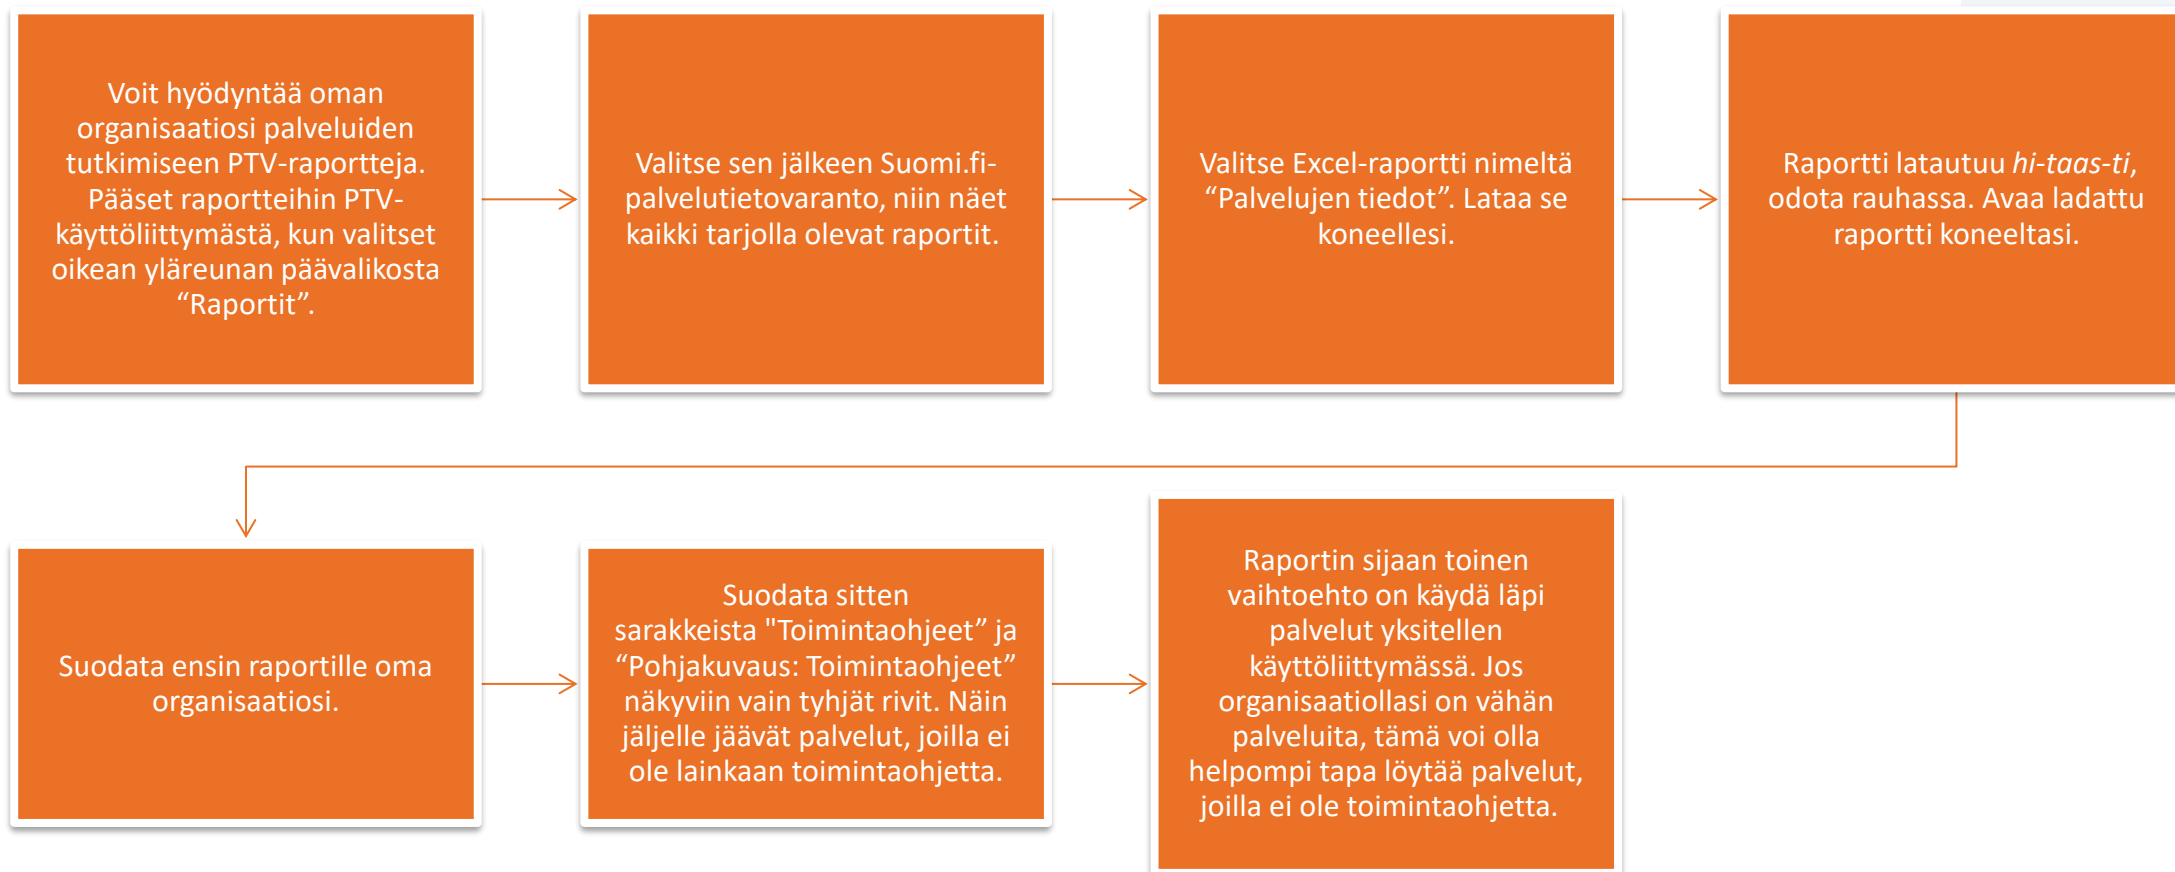 Voit hyödyntää oman
organisaatiosi palveluiden
tutkimiseen PTV-raportteja.
Pääset raportteihin PTV-
käyttöliittymästä, kun valitset
oikean yläreunan päävalikosta
“Raportit”.
Valitse sen jälkeen Suomi.fi-
palvelutietovaranto, niin näet
kaikki tarjolla olevat raportit.
Valitse Excel-raportti nimeltä
“Palvelujen tiedot”. Lataa se
koneellesi.
Raportti latautuu hi-taas-ti,
odota rauhassa. Avaa ladattu
raportti koneeltasi.
Suodata ensin raportille oma
organisaatiosi.
Suodata sitten
sarakkeista "Toimintaohjeet” ja
“Pohjakuvaus: Toimintaohjeet”
näkyviin vain tyhjät rivit. Näin
jäljelle jäävät palvelut, joilla ei
ole lainkaan toimintaohjetta.
Raportin sijaan toinen
vaihtoehto on käydä läpi
palvelut yksitellen
käyttöliittymässä. Jos
organisaatiollasi on vähän
palveluita, tämä voi olla
helpompi tapa löytää palvelut,
joilla ei ole toimintaohjetta.